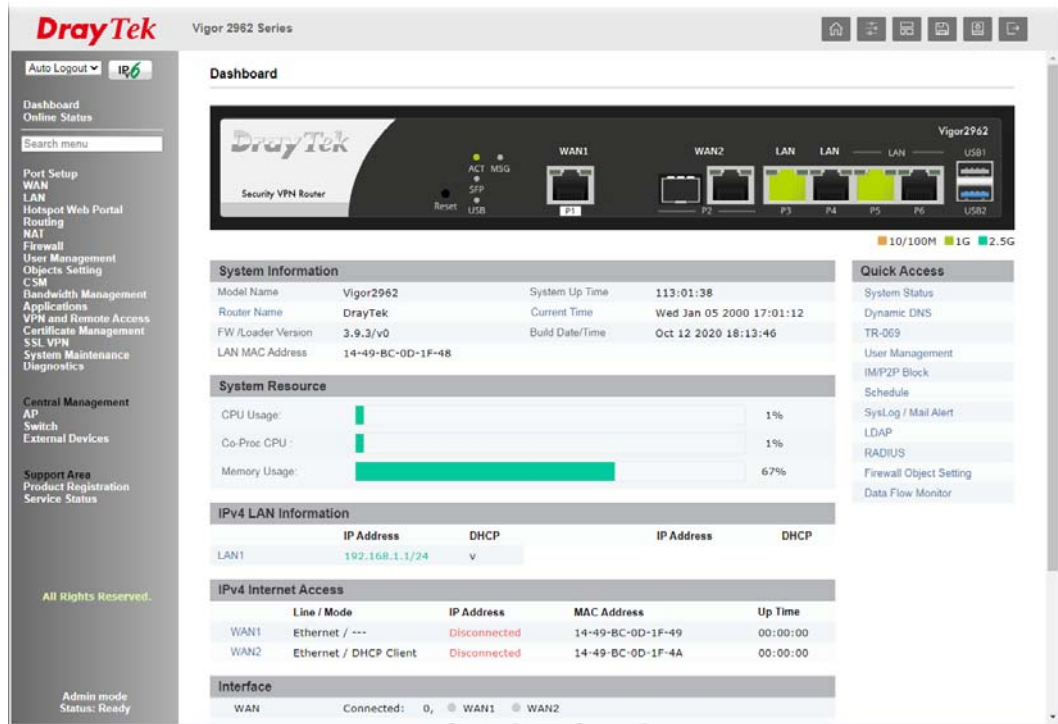 DrayTek
Vigor 2962 Series
Auto Logout IPv6
Dashboard
Online Status
Search menu
Port Setup
WAN
LAN
Hotspot Web Portal
Routing
NAT
Firewall
User Management
Objects Setting
CSM
Bandwidth Management
Applications
VPN and Remote Access
Certificate Management
SSL VPN
System Maintenance
Diagnostics
Central Management
AP
Switch
External Devices
Support Area
Product Registration
Service Status
All Rights Reserved.
Admin mode
Status: Ready
Dashboard
DrayTek
Security VPN Router
Vigor2962
ACT MSG
SFP
Reset USB
WAN1 WAN2 LAN LAN LAN USB1
P1 P2 P3 P4 P5 P6 USB2
10/100M 1G 2.5G
System Information
Model Name Vigor2962 System Up Time 113:01:38
Router Name DrayTek Current Time Wed Jan 05 2000 17:01:12
FW /Loader Version 3.9.3/v0 Build Date/Time Oct 12 2020 18:13:46
LAN MAC Address 14-49-BC-0D-1F-48
System Resource
CPU Usage: 1%
Co-Proc CPU : 1%
Memory Usage: 67%
IPv4 LAN Information
IP Address DHCP IP Address DHCP
LAN1 192.168.1.1/24 v
IPv4 Internet Access
Line / Mode IP Address MAC Address Up Time
WAN1 Ethernet / --- Disconnected 14-49-BC-0D-1F-49 00:00:00
WAN2 Ethernet / DHCP Client Disconnected 14-49-BC-0D-1F-4A 00:00:00
Interface
WAN Connected: 0, WAN1 WAN2
Quick Access
System Status
Dynamic DNS
TR-069
User Management
IM/P2P Block
Schedule
SysLog / Mail Alert
LDAP
RADIUS
Firewall Object Setting
Data Flow Monitor